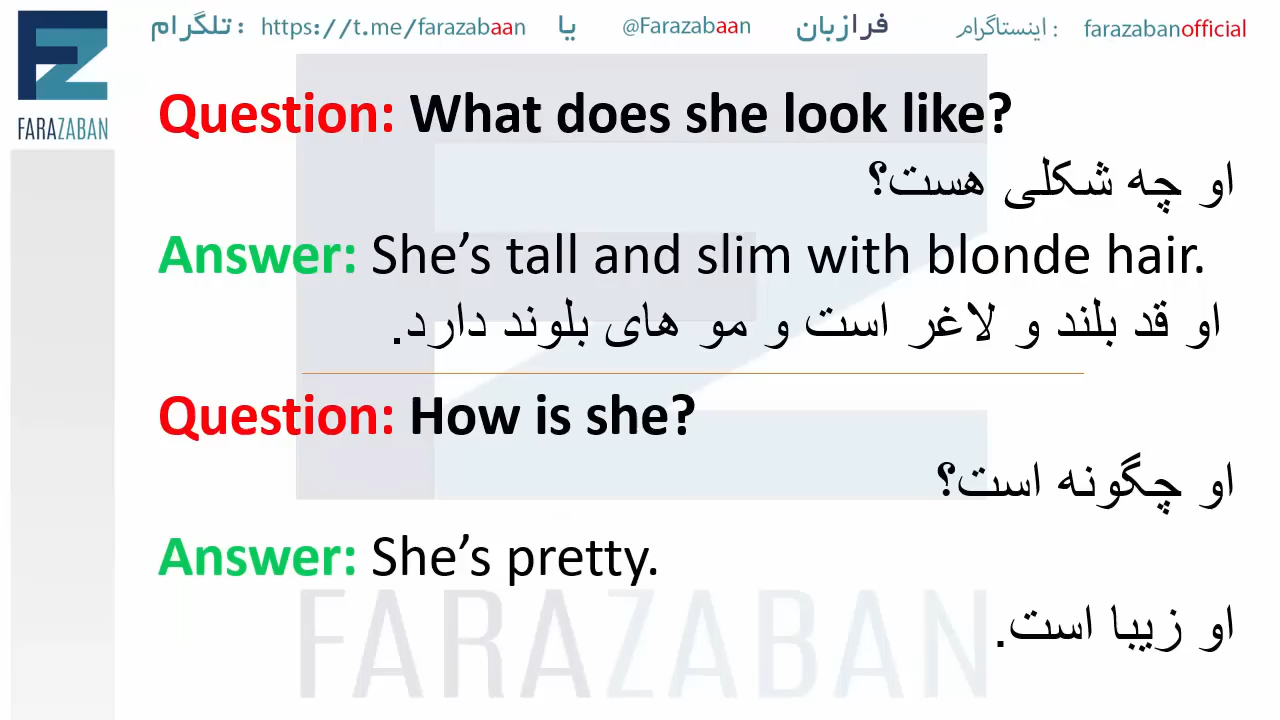 تلگرام : https://t.me/farazabaan یا @Farazabaan فرازبان اینستاگرام : farazabanofficial
FARAZABAN
Question: What does she look like?
او چه شکلی هست؟
Answer: She’s tall and slim with blonde hair.
او قد بلند و لاغر است و مو های بلوند دارد.
Question: How is she?
او چگونه است؟
Answer: She’s pretty.
او زیبا است.
FARAZABAN